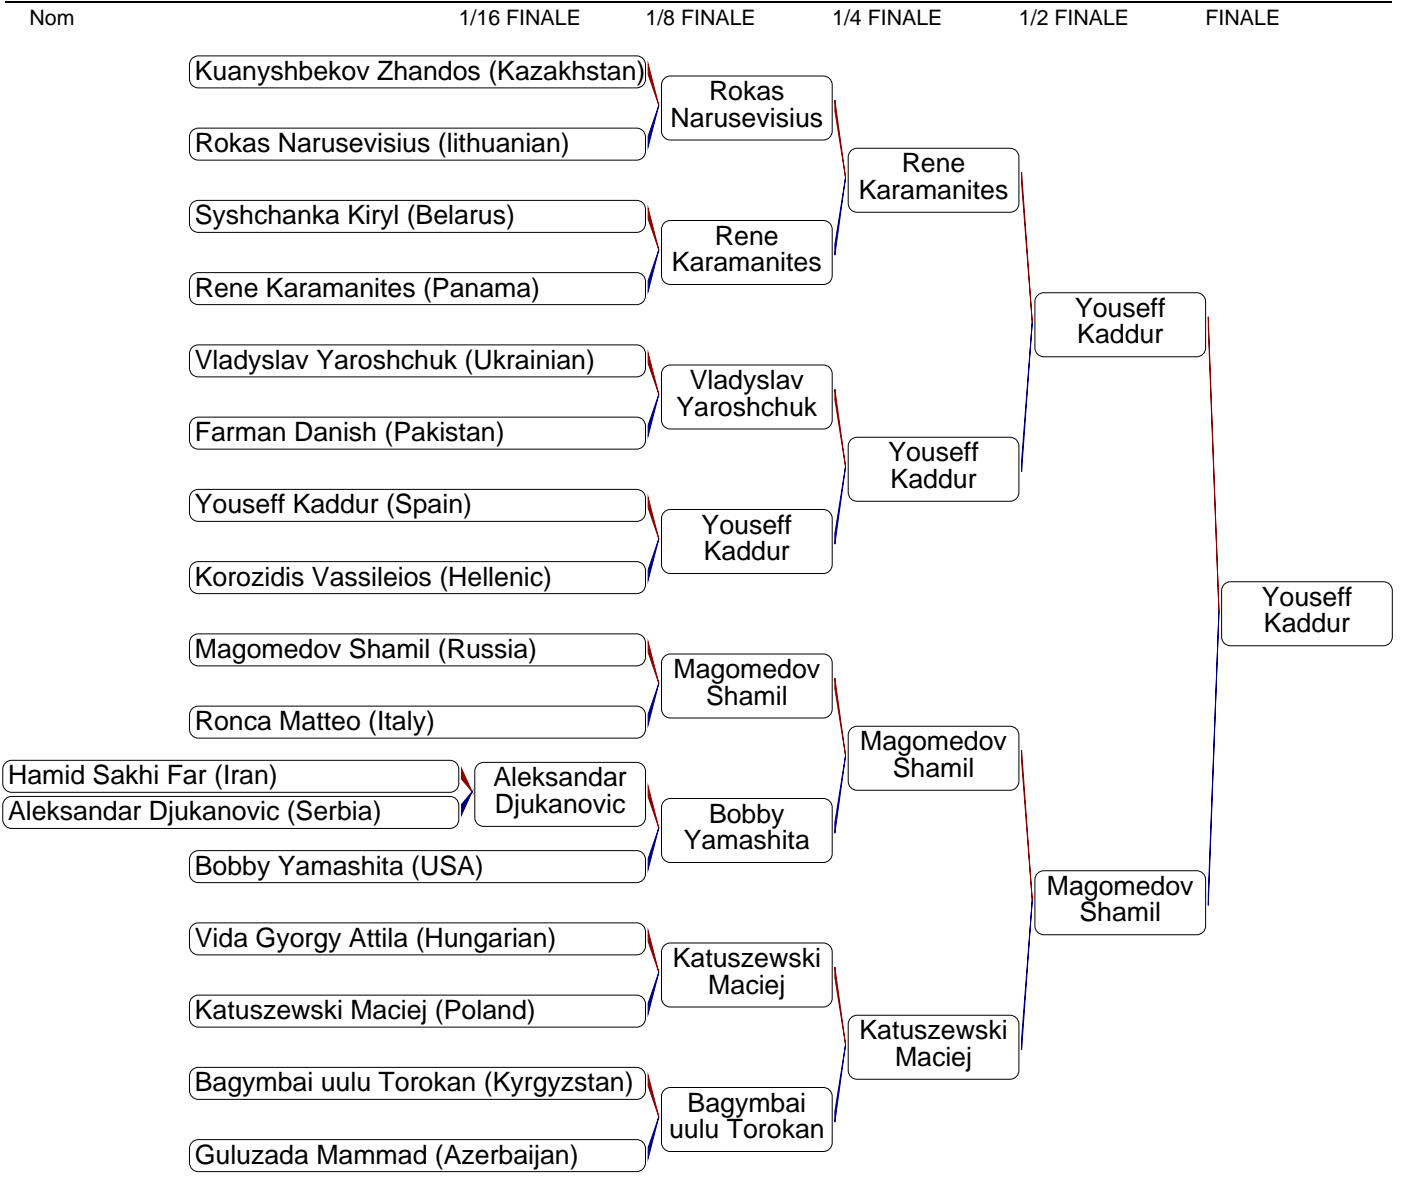 Nom 1/16 FINALE 1/8 FINALE 1/4 FINALE 1/2 FINALE FINALE
Kuanyshbekov Zhandos (Kazakhstan)
Rokas
Narusevisius
Rokas Narusevisius (lithuanian)
Rene
Karamanites
Syshchanka Kiryl (Belarus)
Rene
Karamanites
Rene Karamanites (Panama)
Youseff
Kaddur
Vladyslav Yaroshchuk (Ukrainian)
Vladyslav
Yaroshchuk
Farman Danish (Pakistan)
Youseff
Kaddur
Youseff Kaddur (Spain)
Youseff
Kaddur
Korozidis Vassileios (Hellenic)
Youseff
Kaddur
Magomedov Shamil (Russia)
Magomedov
Shamil
Ronca Matteo (Italy)
Magomedov
Shamil
Hamid Sakhi Far (Iran)
Aleksandar Djukanovic (Serbia)
Aleksandar
Djukanovic
Bobby
Yamashita
Bobby Yamashita (USA)
Magomedov
Shamil
Vida Gyorgy Attila (Hungarian)
Katuszewski
Maciej
Katuszewski Maciej (Poland)
Katuszewski
Maciej
Bagymbai uulu Torokan (Kyrgyzstan)
Bagymbai
uulu Torokan
Guluzada Mammad (Azerbaijan)